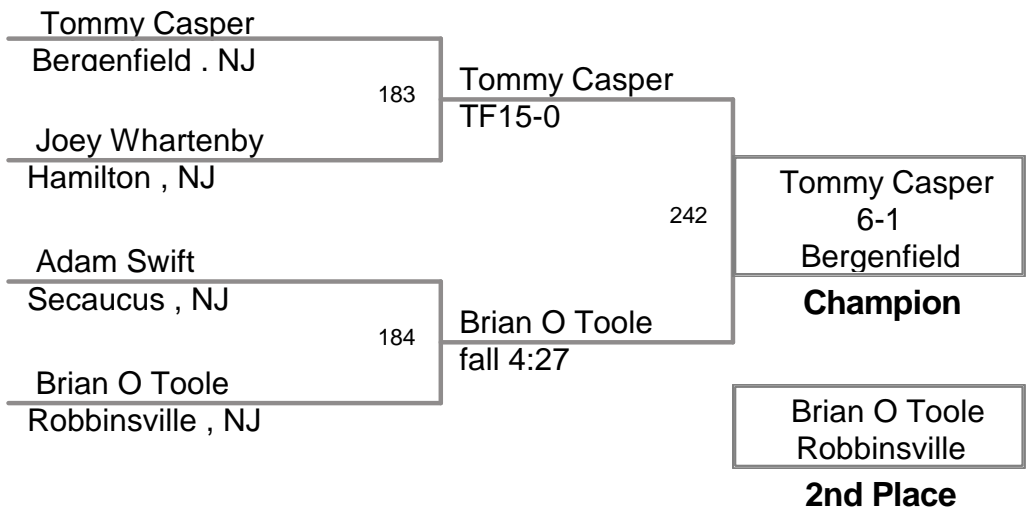 Tommy Casper
Bergenfield , NJ
183
Joey Whartenby
Hamilton , NJ
Tommy Casper
TF15-0
Adam Swift
Secaucus , NJ
184
Brian O Toole
Robbinsville , NJ
Brian O Toole
fall 4:27
242
Tommy Casper
6-1
Bergenfield
Champion
Brian O Toole
Robbinsville
2nd Place